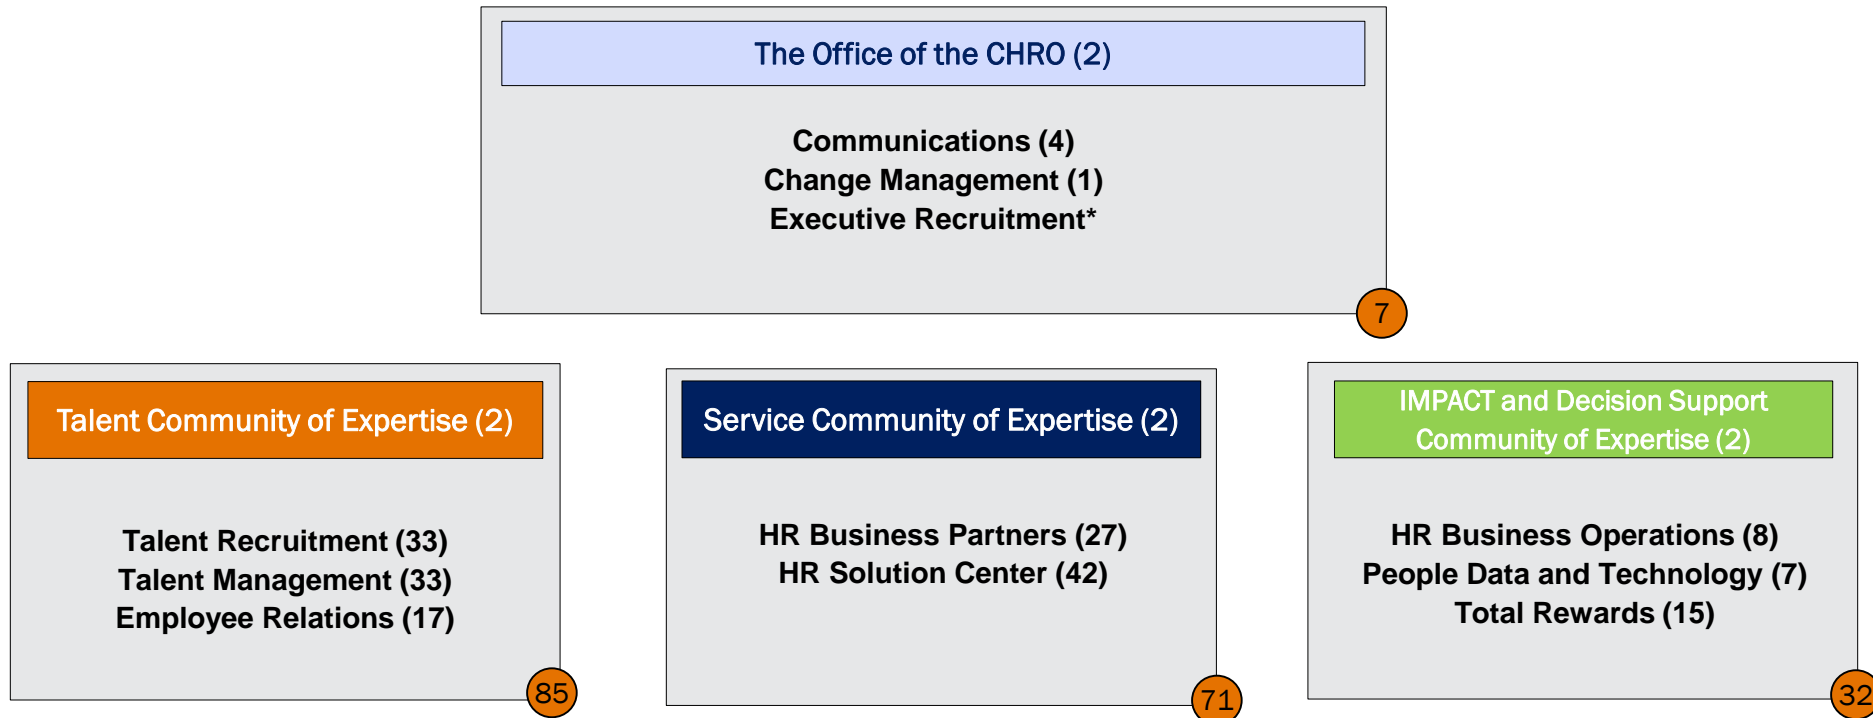 The Office of the CHRO (2)
Communications (4)
Change Management (1)
Executive Recruitment*
7
Talent Community of Expertise (2)
Talent Recruitment (33)
Talent Management (33)
Employee Relations (17)
85
Service Community of Expertise (2)
HR Business Partners (27)
HR Solution Center (42)
71
IMPACT and Decision Support
Community of Expertise (2)
HR Business Operations (8)
People Data and Technology (7)
Total Rewards (15)
32